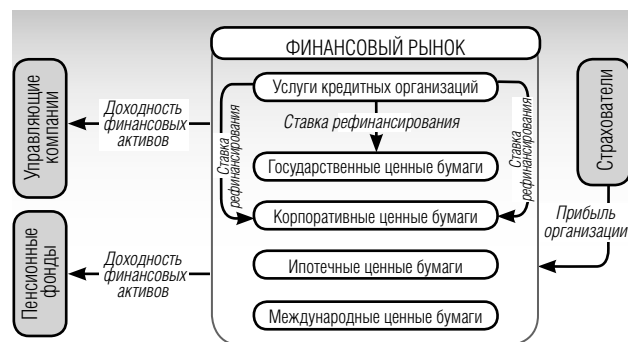 ФИНАНСОВЫЙ РЫНОК
Управляющие
компании
Доходность
финансовых
активов
Услуги кредитных организаций
Ставка рефинансирования
Ставка
рефинансирования
Ставка
рефинансирования
Государственные ценные бумаги
Корпоративные ценные бумаги
Страхователи
Прибыль
организации
Пенсионные
фонды
Доходность
финансовых
активов
Ипотечные ценные бумаги
Международные ценные бумаги